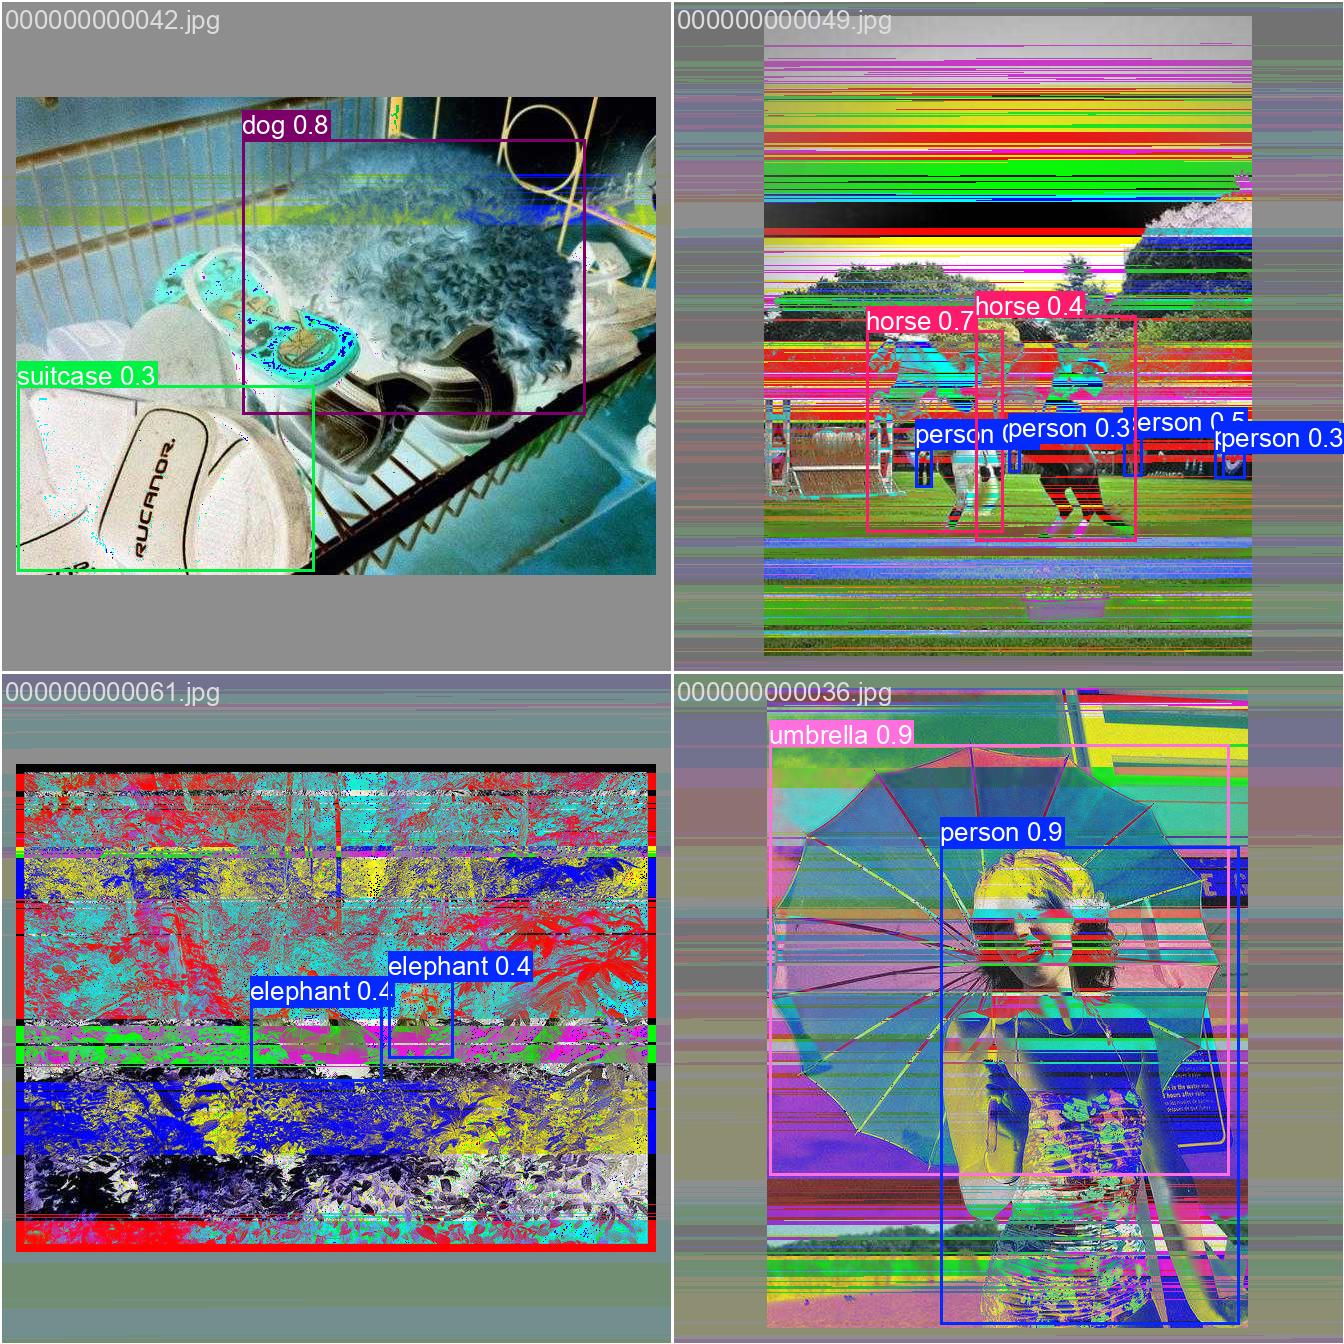 000000000042.jpg
dog 0.8
suitcase 0.3
RUCANOR.
000000000049.jpg
horse 0.7
horse 0.4
person
person 0.3
erson 0.5
person 0.3
000000000061.jpg
elephant 0.4
elephant 0.4
000000000036.jpg
umbrella 0.9
person 0.9
E